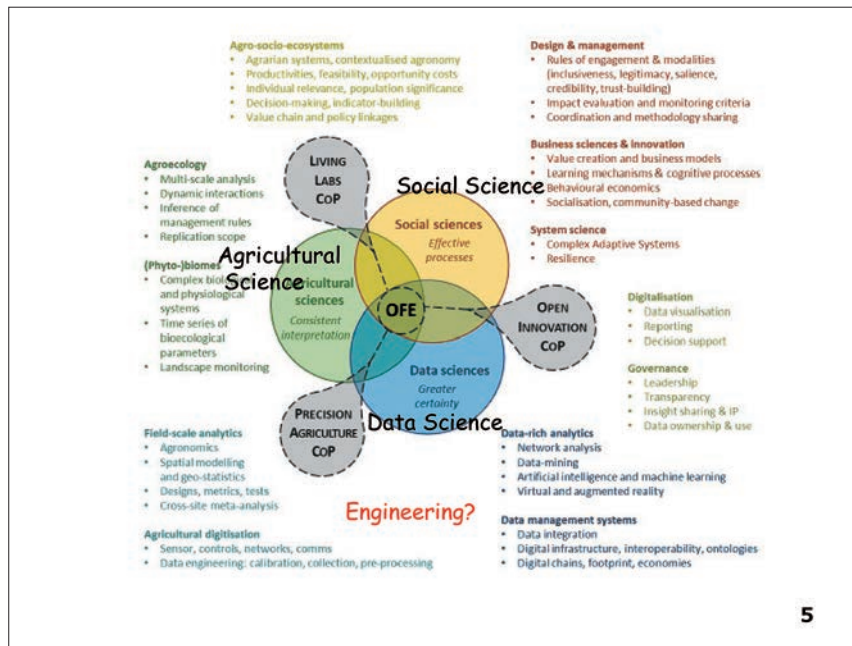 Agro-socio-ecosystems
• Agrarian systems, contextualised agronomy
• Productivities, feasibility, opportunity costs
• Individual relevance, population significance
• Decision-making, indicator-building
• Value chain and policy linkages
Design & management
• Rules of engagement & modalities
(inclusiveness, legitimacy, salience,
credibility, trust-building)
• Impact evaluation and monitoring criteria
• Coordination and methodology sharing
Business sciences & innovation
• Value creation and business models
• Learning mechanisms & cognitive processes
• Behavioural economics
• Socialisation, community-based change
System science
• Complex Adaptive Systems
• Resilience
Agroecology
• Multi-scale analysis
• Dynamic interactions
• Inference of
management rules
• Replication scope
(Phyto-)biomes
• Complex biological
and physiological
systems
• Time series of
bioecological
parameters
• Landscape monitoring
LIVING
LABS
COP
Social Science
Social sciences
Effective
processes
Agricultural
Science
Agricultural
sciences
Consistent
interpretation
OFE
OPEN
INNOVATION
COP
Data sciences
Greater
certainty
Data Science
PRECISION
AGRICULTURE
COP
Digitalisation
• Data visualisation
• Reporting
• Decision support
Governance
• Leadership
• Transparency
• Insight sharing & IP
• Data ownership & use
Field-scale analytics
• Agronomics
• Spatial modelling
and geo-statistics
• Designs, metrics, tests
• Cross-site meta-analysis
Agricultural digitisation
• Sensor, controls, networks, comms
• Data engineering: calibration, collection, pre-processing
Engineering?
Data-rich analytics
• Network analysis
• Data-mining
• Artificial intelligence and machine learning
• Virtual and augmented reality
Data management systems
• Data integration
• Digital infrastructure, interoperability, ontologies
• Digital chains, footprint, economies
5